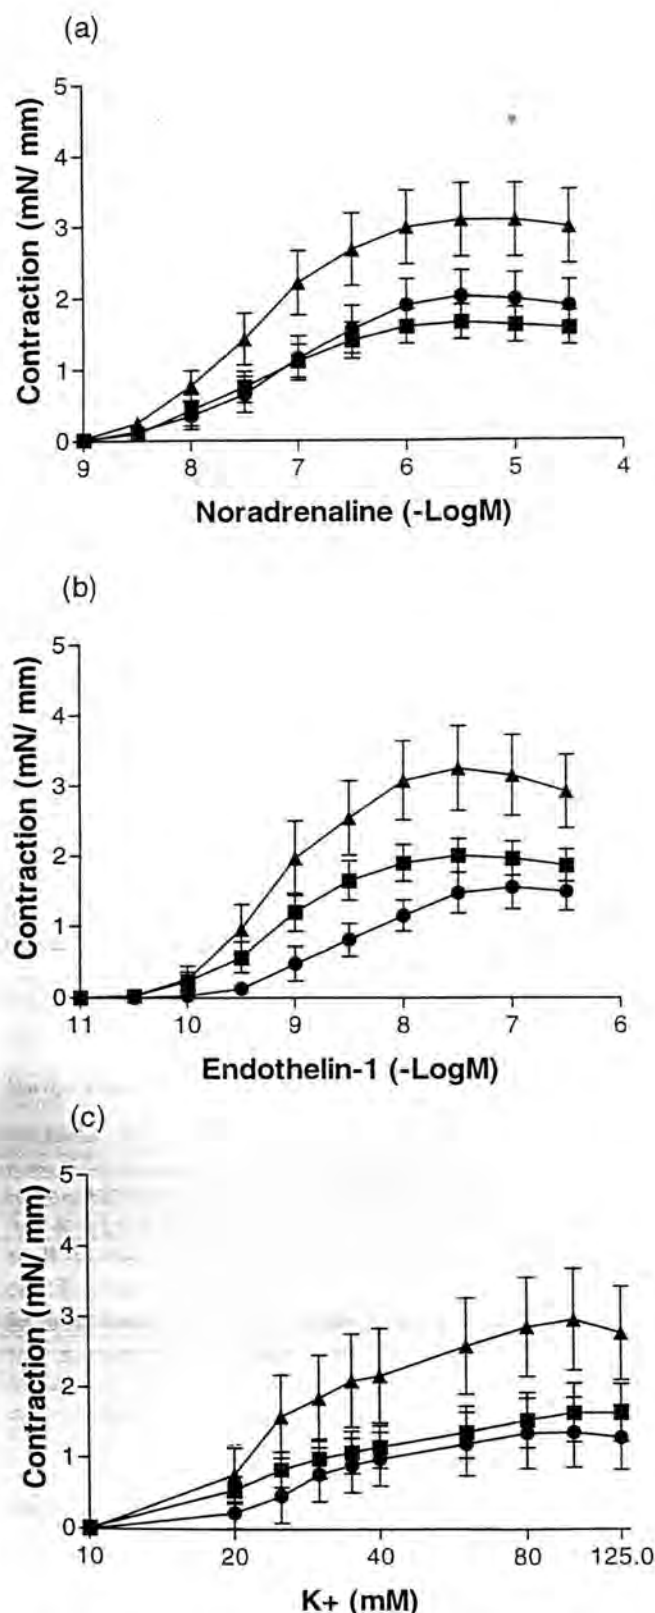 (a)
Contraction (mN/ mm)
5
4
3
2
1
0
9 8 7 6 5 4
Noradrenaline (-LogM)
(b)
Contraction (mN/ mm)
5
4
3
2
1
0
11 10 9 8 7 6
Endothelin-1 (-LogM)
(c)
Contraction (mN/ mm)
5
4
3
2
1
0
10 20 40 80 125.0
K+ (mM)